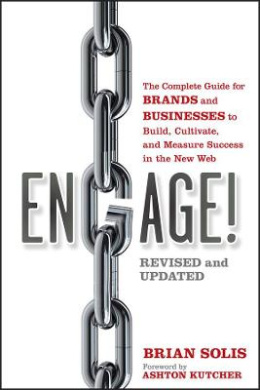 The Complete Guide for
BRANDS and
BUSINESSES to
Build, Cultivate,
and Measure Success
in the New Web
ENGAGE!
REVISED and
UPDATED
BRIAN SOLIS
Foreword by
ASHTON KUTCHER